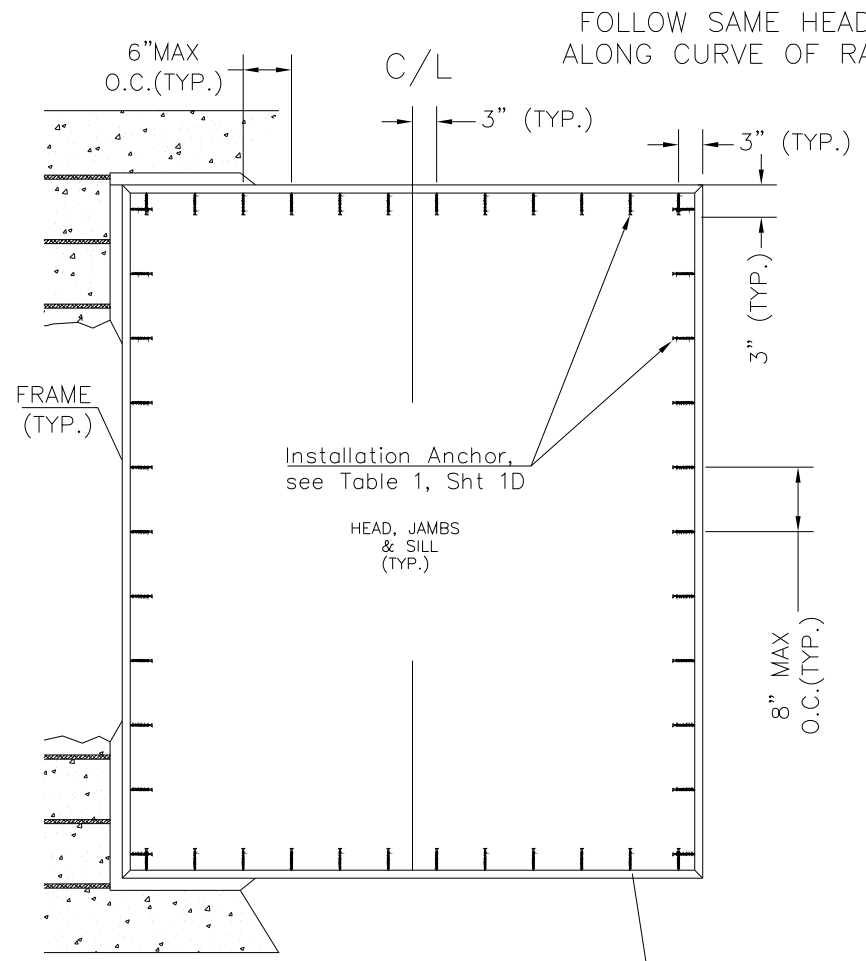 FOLLOW SAME HEAD
ALONG CURVE OF RA
6"MAX
O.C.(TYP.)
C/L
3" (TYP.)
3" (TYP.)
3" (TYP.)
FRAME
(TYP.)
Installation Anchor,
see Table 1, Sht 1D
HEAD, JAMBS
& SILL
(TYP.)
8" MAX
O.C.(TYP.)